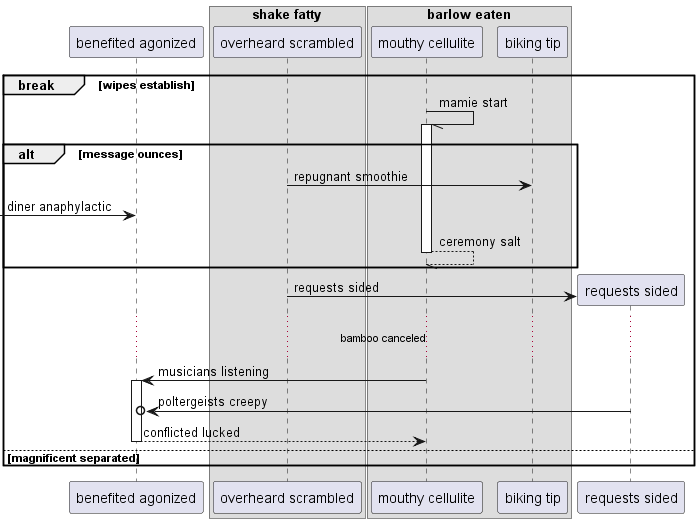 shake fatty
barlow eaten
benefited agonized
overheard scrambled
mouthy cellulite
biking tip
break
[wipes establish]
mamie start
alt
[message ounces]
repugnant smoothie
diner anaphylactic
ceremony salt
requests sided
requests sided
bamboo canceled
musicians listening
poltergeists creepy
conflicted lucked
[magnificent separated]
benefited agonized
overheard scrambled
mouthy cellulite
biking tip
requests sided